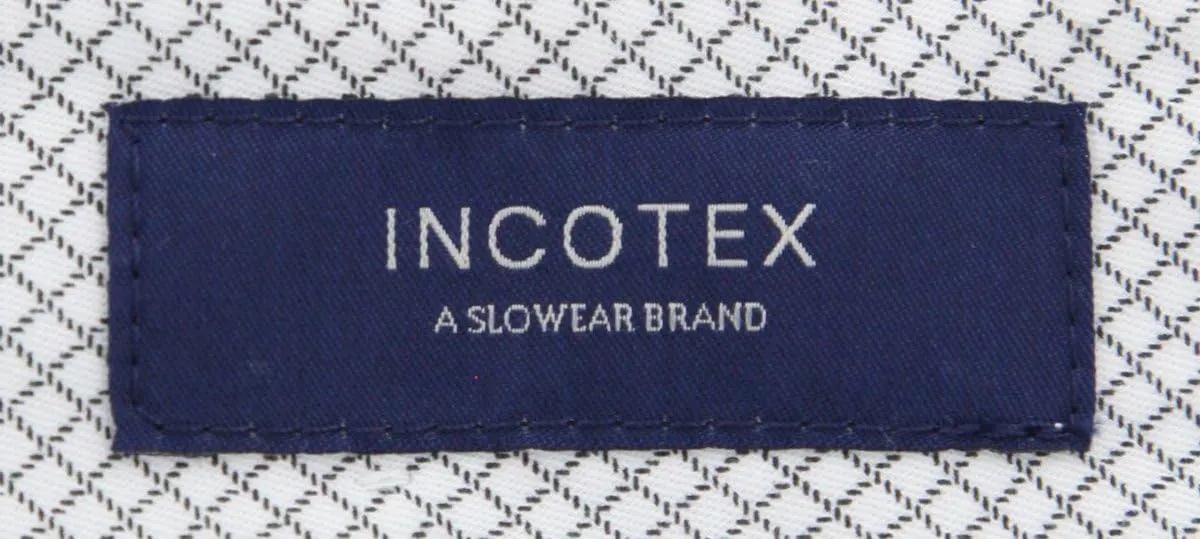 INCOTEX
A SLOWEAR BRAND